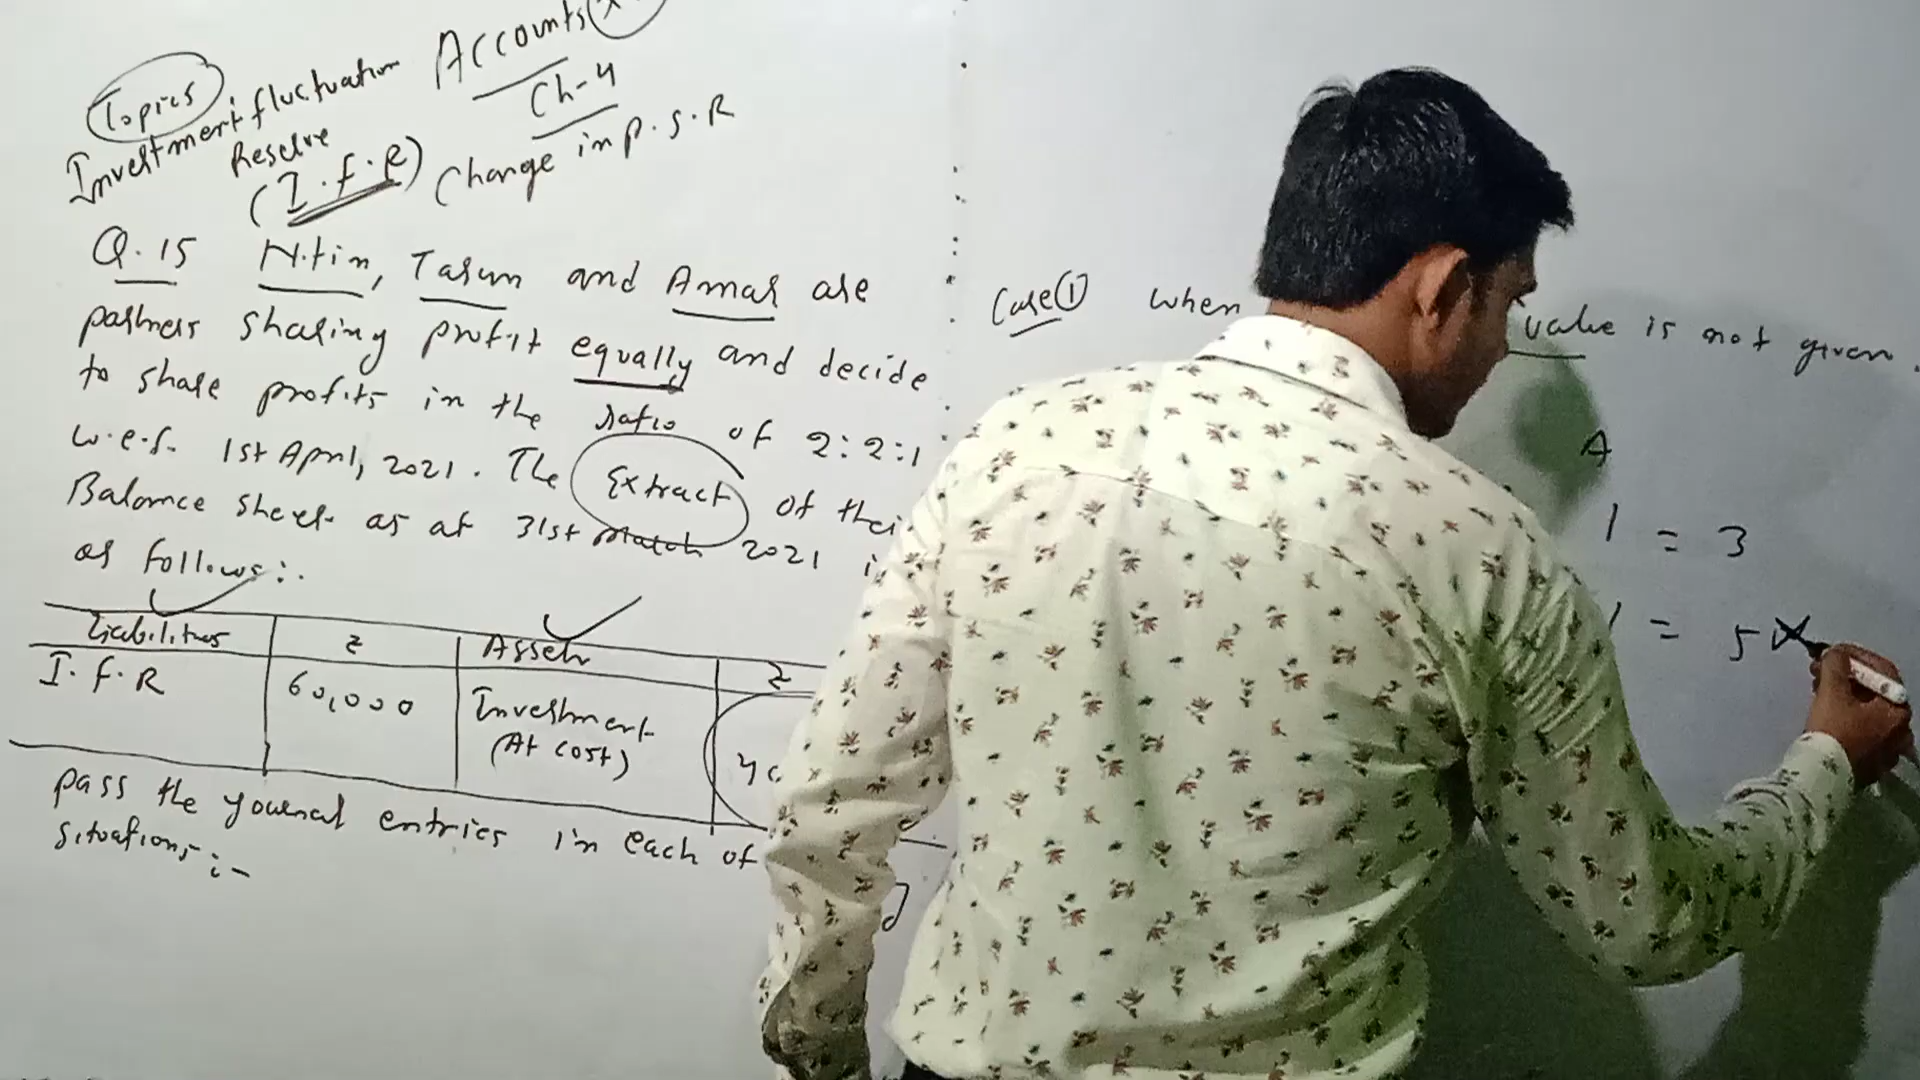 Topics
Investment fluctuation
Reserve
(I.F.R)
Accounts
Ch-4
Change in P.S.R
Q.15 Nitin, Tarun and Amar are
partners sharing profit equally and decide
to share profits in the ratio of 2:2:1
w.e.f. 1st April, 2021. The Extract of thei
Balance sheet as at 31st March 2021 i
as follows:-
Liabilities ₹ Assets ₹
I.F.R 60,000 Investment
(At cost)
pass the journal entries in each of
situations:-
Case ① when value is not given.
A
1 = 3
1 = 5 X